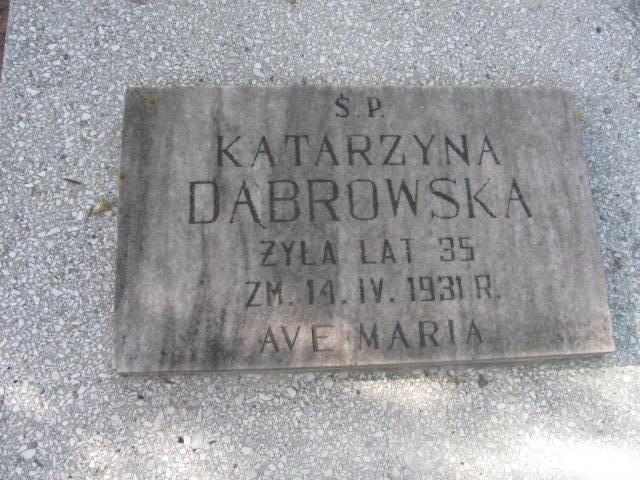 Ś.P.
KATARZYNA
DĄBROWSKA
ŻYŁA LAT 35
ZM. 14. IV. 1931 R.
AVE MARIA